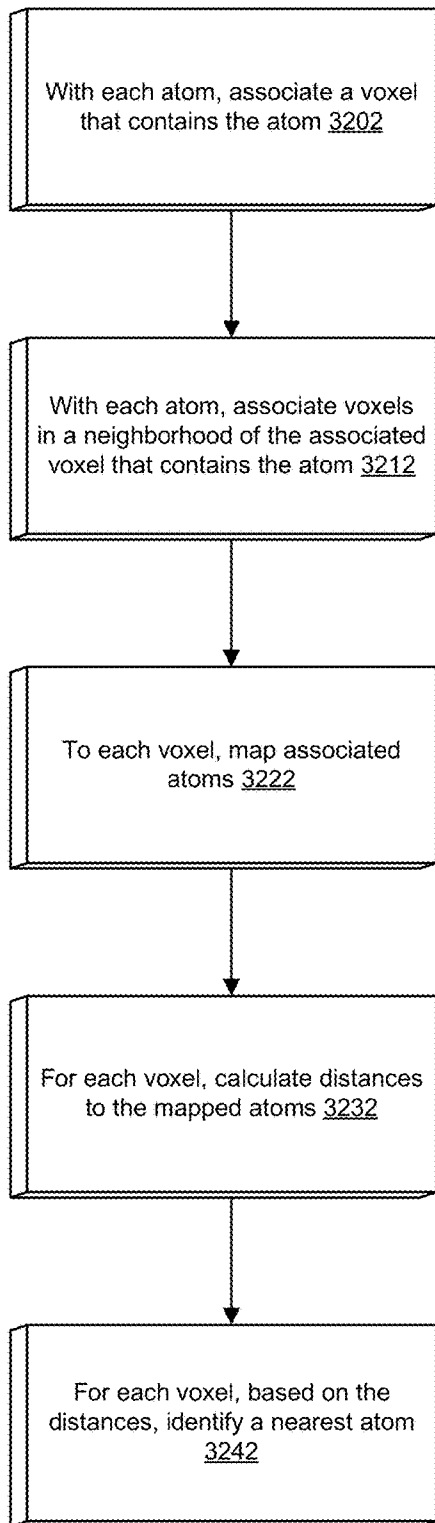 With each atom, associate a voxel
that contains the atom 3202
With each atom, associate voxels
in a neighborhood of the associated
voxel that contains the atom 3212
To each voxel, map associated
atoms 3222
For each voxel, calculate distances
to the mapped atoms 3232
For each voxel, based on the
distances, identify a nearest atom
3242